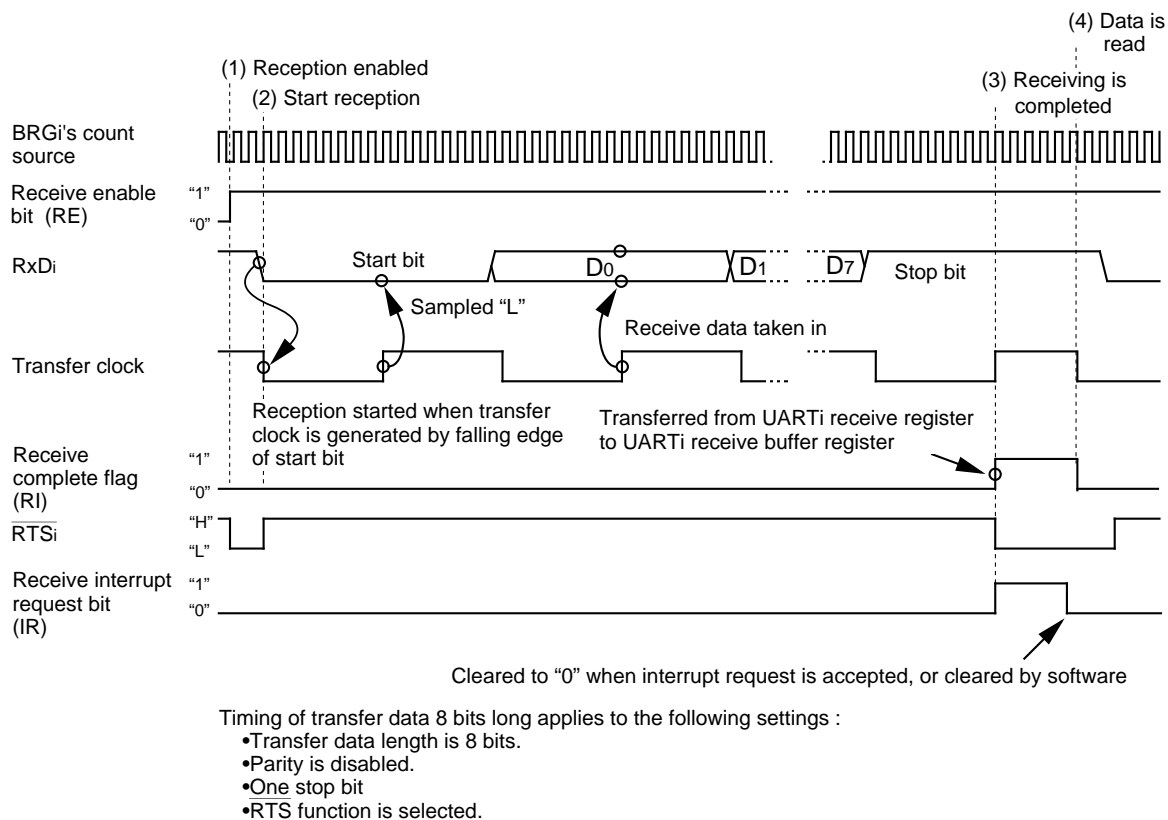 (4) Data is
read
(1) Reception enabled
(3) Receiving is
completed
(2) Start reception
BRGi's count
source
Receive enable
bit (RE)
“1”
“0”
RxDi
Start bit
D0
D1
D7
Stop bit
Sampled “L”
Receive data taken in
Transfer clock
Reception started when transfer
clock is generated by falling edge
of start bit
Transferred from UARTi receive register
to UARTi receive buffer register
Receive
complete flag
(RI)
“1”
“0”
RTSi
“H”
“L”
Receive interrupt
request bit
(IR)
“1”
“0”
Cleared to “0” when interrupt request is accepted, or cleared by software
Timing of transfer data 8 bits long applies to the following settings :
•Transfer data length is 8 bits.
•Parity is disabled.
•One stop bit
•RTS function is selected.